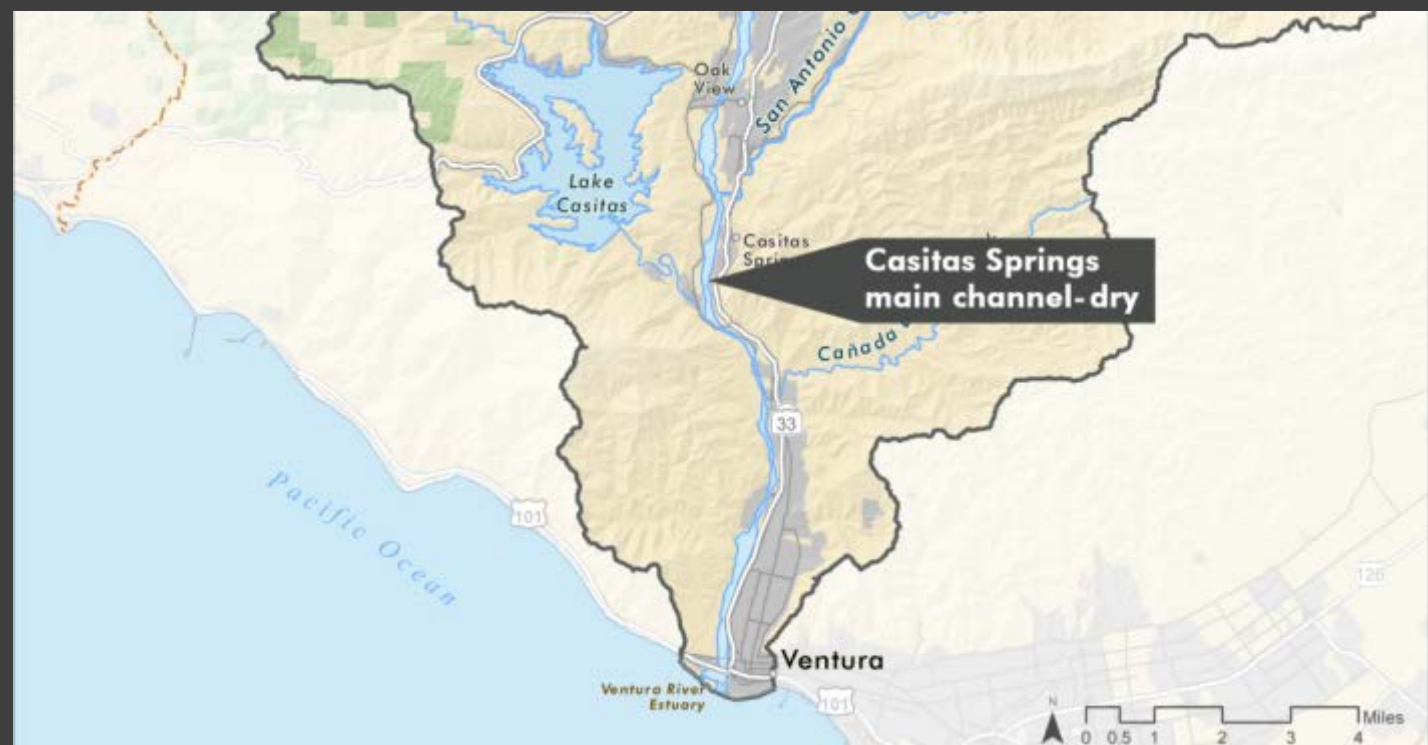 Oak
View
San Antonio
Lake
Casitas
Casitas
Casitas Springs
main channel-dry
Cañada
33
Pacific Ocean
101
126
Ventura
Ventura River
Estuary
101
N
Miles
0 0.5 1 2 3 4